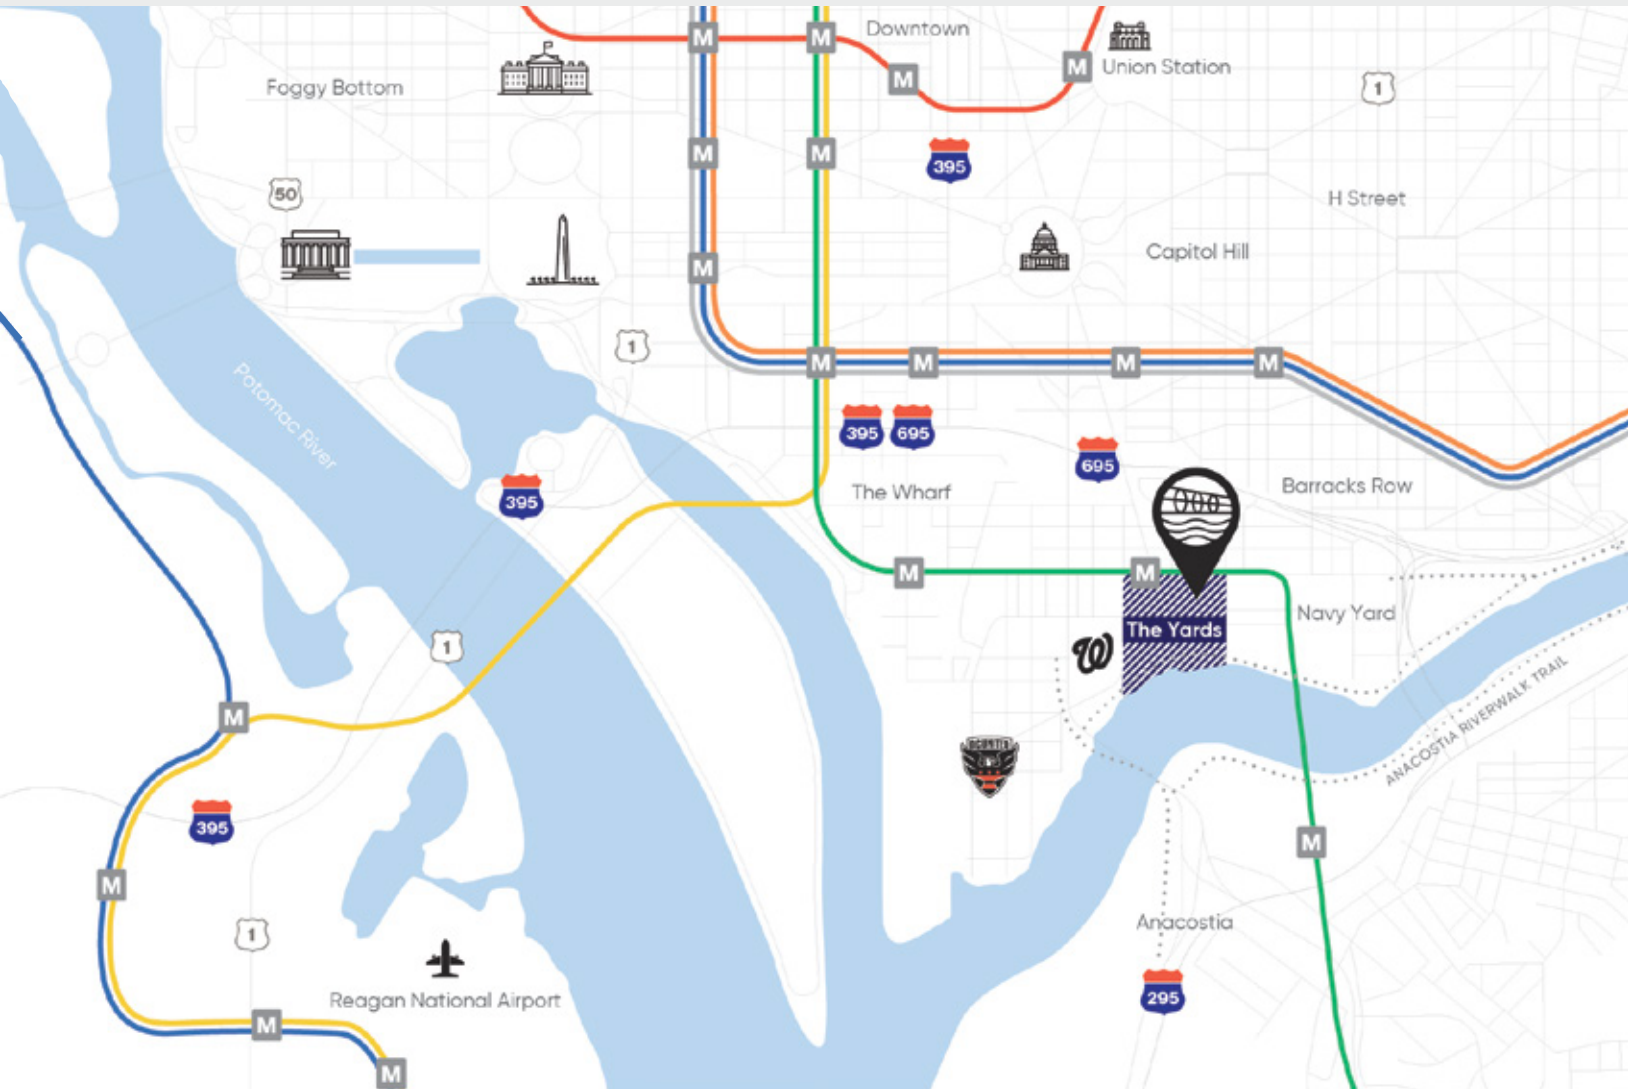 M
M
Downtown
M
M
Union Station
Foggy Bottom
1
M
M
395
50
H Street
Capitol Hill
M
1
M
M
M
M
Potomac River
395
695
695
395
The Wharf
Barracks Row
M
M
The Yards
Navy Yard
W
1
ANACOSTIA RIVERWALK TRAIL
M
395
M
M
Anacostia
1
295
Reagan National Airport
M
M